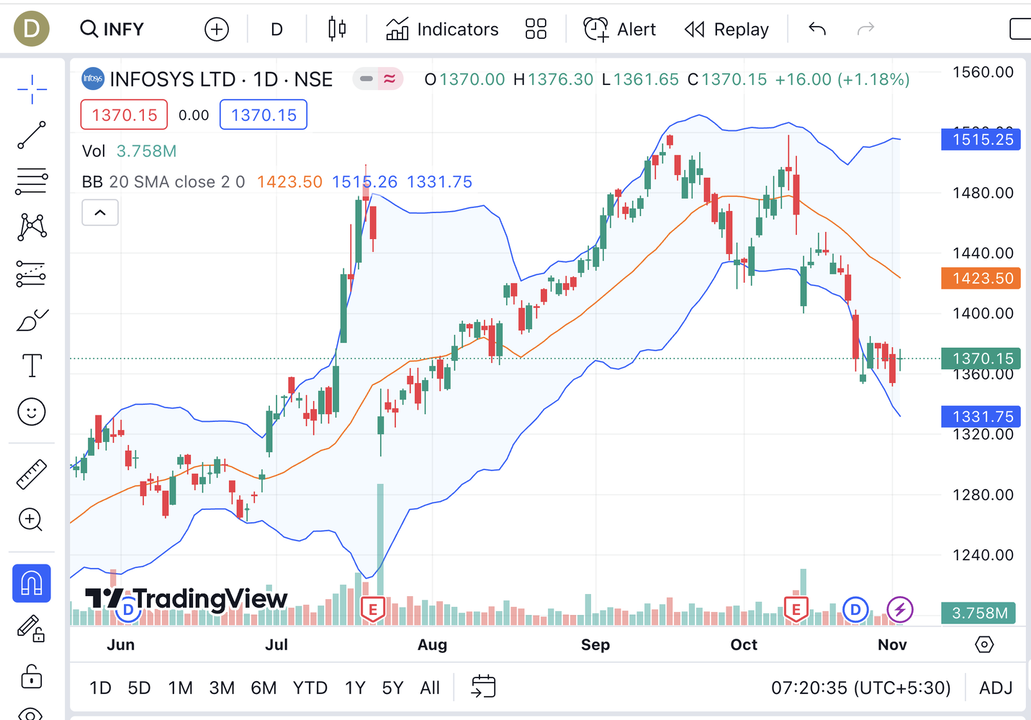 D INFY D Indicators Alert Replay
Infosys INFOSYS LTD · 1D · NSE O1370.00 H1376.30 L1361.65 C1370.15 +16.00 (+1.18%)
1370.15 0.00 1370.15
Vol 3.758M
BB 20 SMA close 2 0 1423.50 1515.26 1331.75
1560.00
1515.25
1480.00
1440.00
1423.50
1400.00
1370.15
1360.00
1331.75
1320.00
1280.00
1240.00
3.758M
TradingView
D E E D
Jun Jul Aug Sep Oct Nov
1D 5D 1M 3M 6M YTD 1Y 5Y All 07:20:35 (UTC+5:30) ADJ